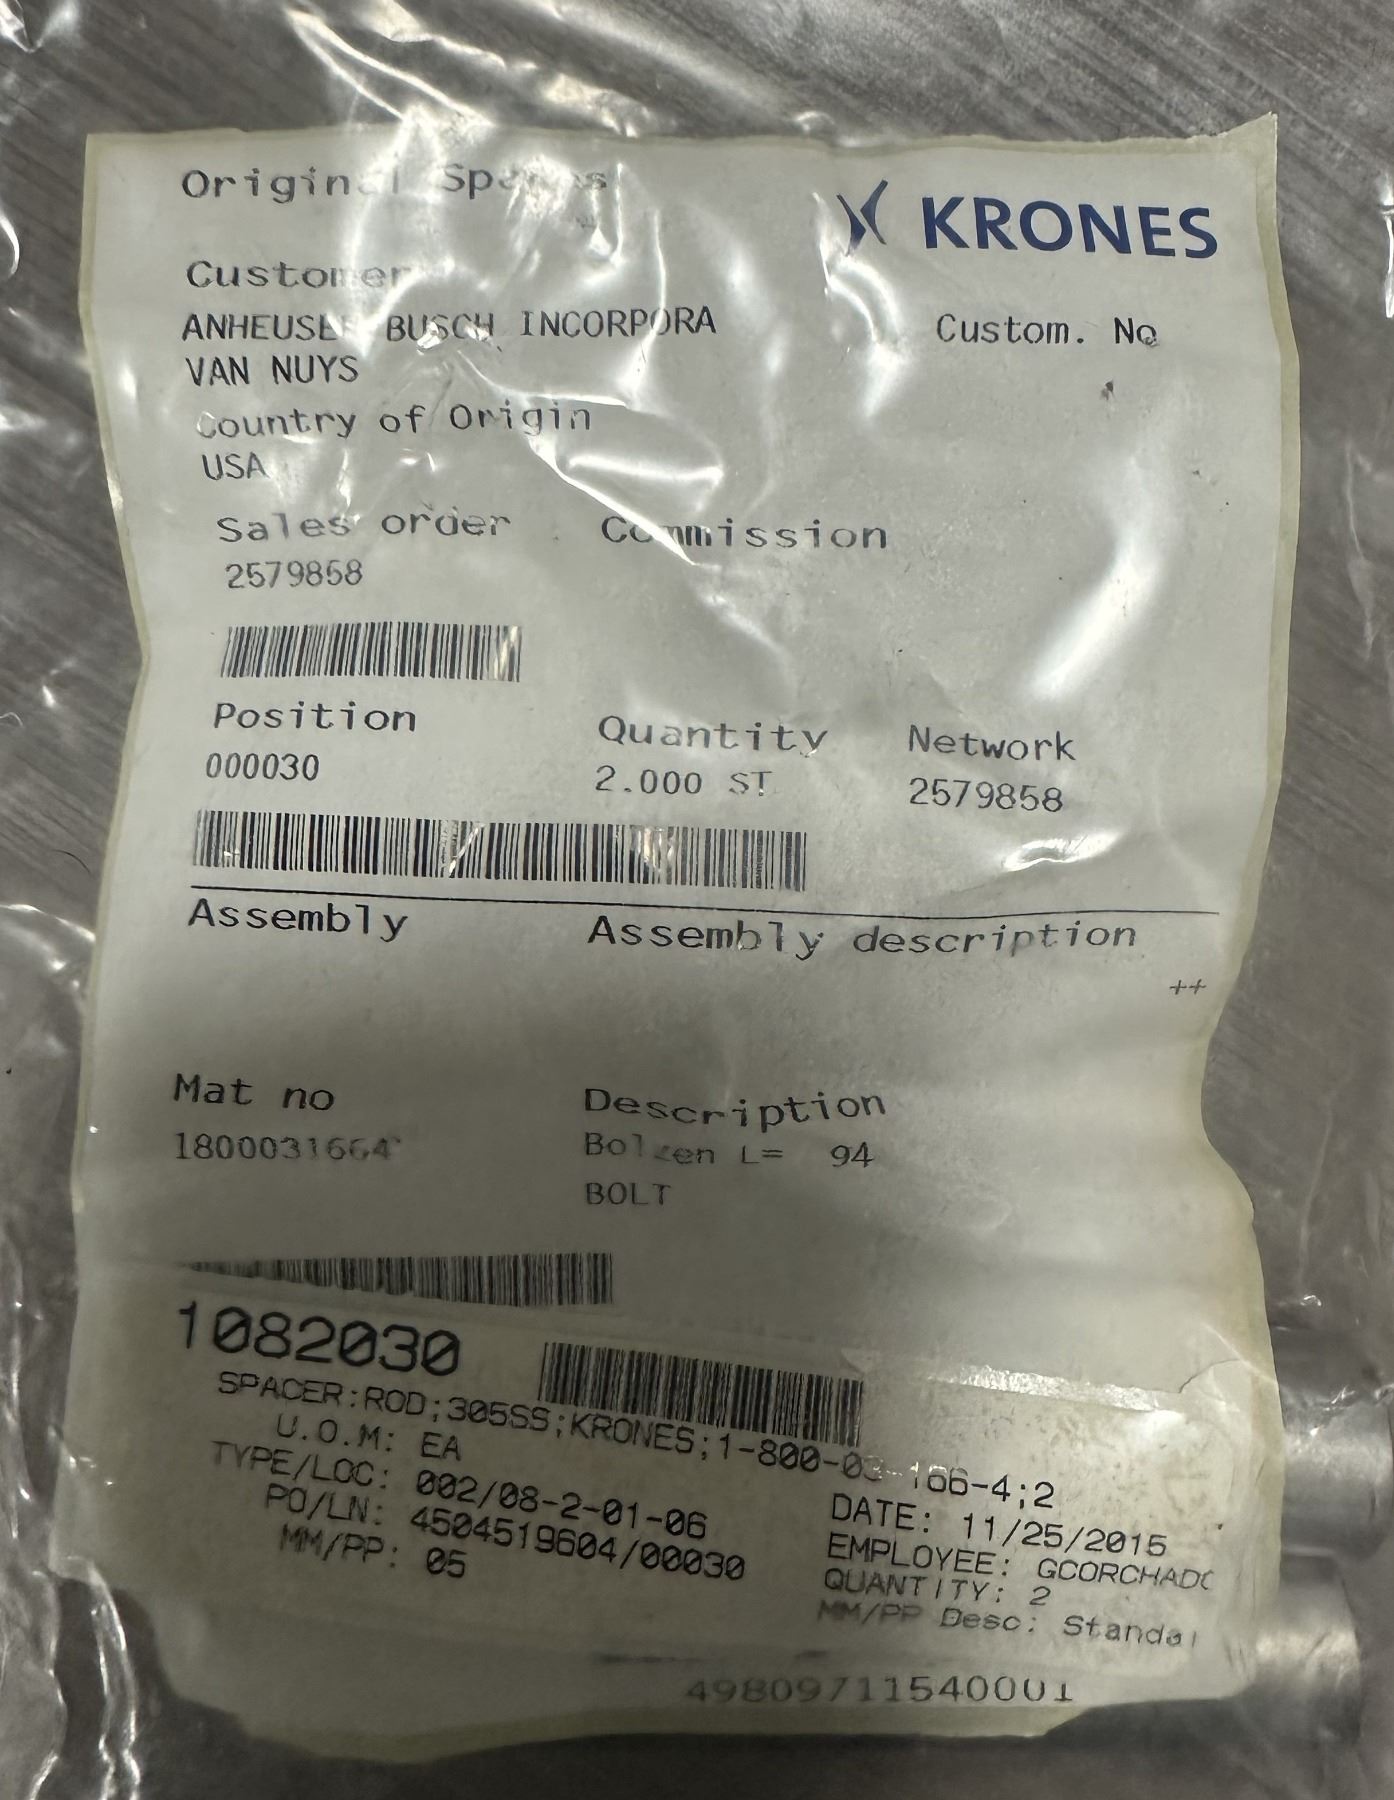 Original Spares
KRONES
Customer
ANHEUSER BUSCH INCORPORA
Custom. No
VAN NUYS
Country of Origin
USA
Sales order Commission
2579858
Position Quantity Network
000030 2.000 ST 2579858
Assembly Assembly description
++
Mat no Description
1800031664 Bolzen L= 94
BOLT
1082030
SPACER:ROD;305SS;KRONES;1-800-03-166-4;2
U.O.M: EA
TYPE/LOC: 002/08-2-01-06
PO/LN: 4504519604/00030
MM/PP: 05
DATE: 11/25/2015
EMPLOYEE: GCORCHADO
QUANTITY: 2
MM/PP Desc: Standa
49809711540001